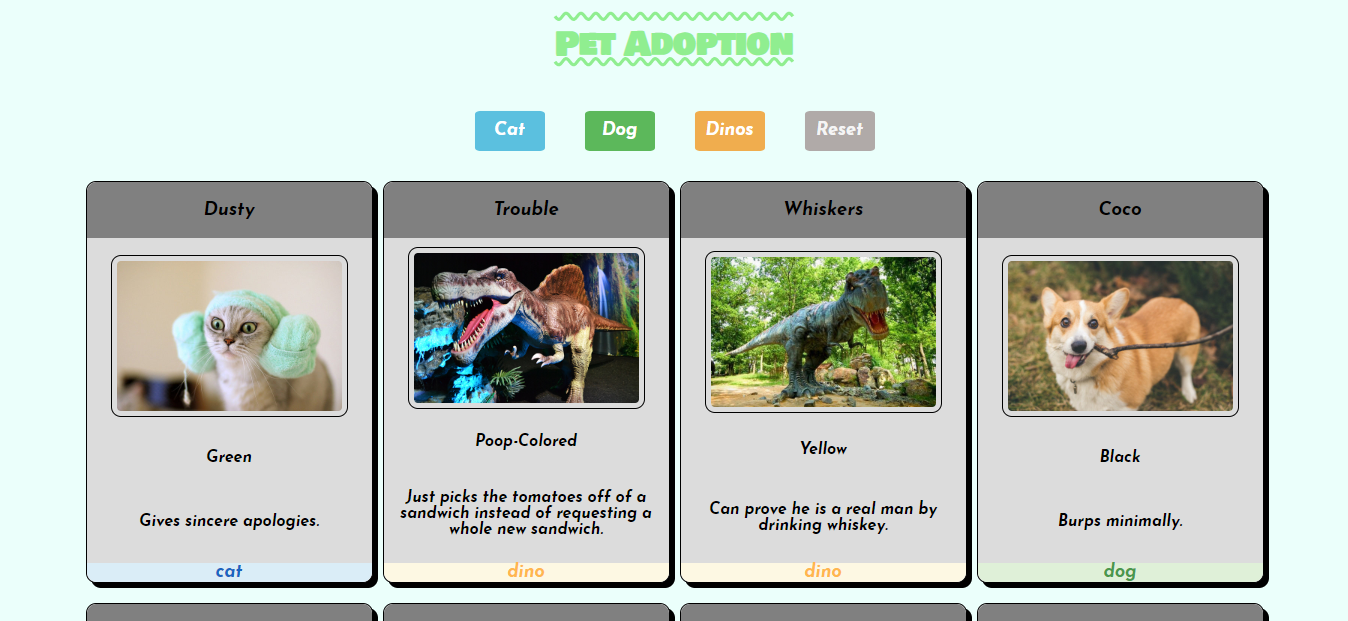 Pet Adoption
Cat
Dog
Dinos
Reset
Dusty
Green
Gives sincere apologies.
cat
Trouble
Poop-Colored
Just picks the tomatoes off of a
sandwich instead of requesting a
whole new sandwich.
dino
Whiskers
Yellow
Can prove he is a real man by
drinking whiskey.
dino
Coco
Black
Burps minimally.
dog